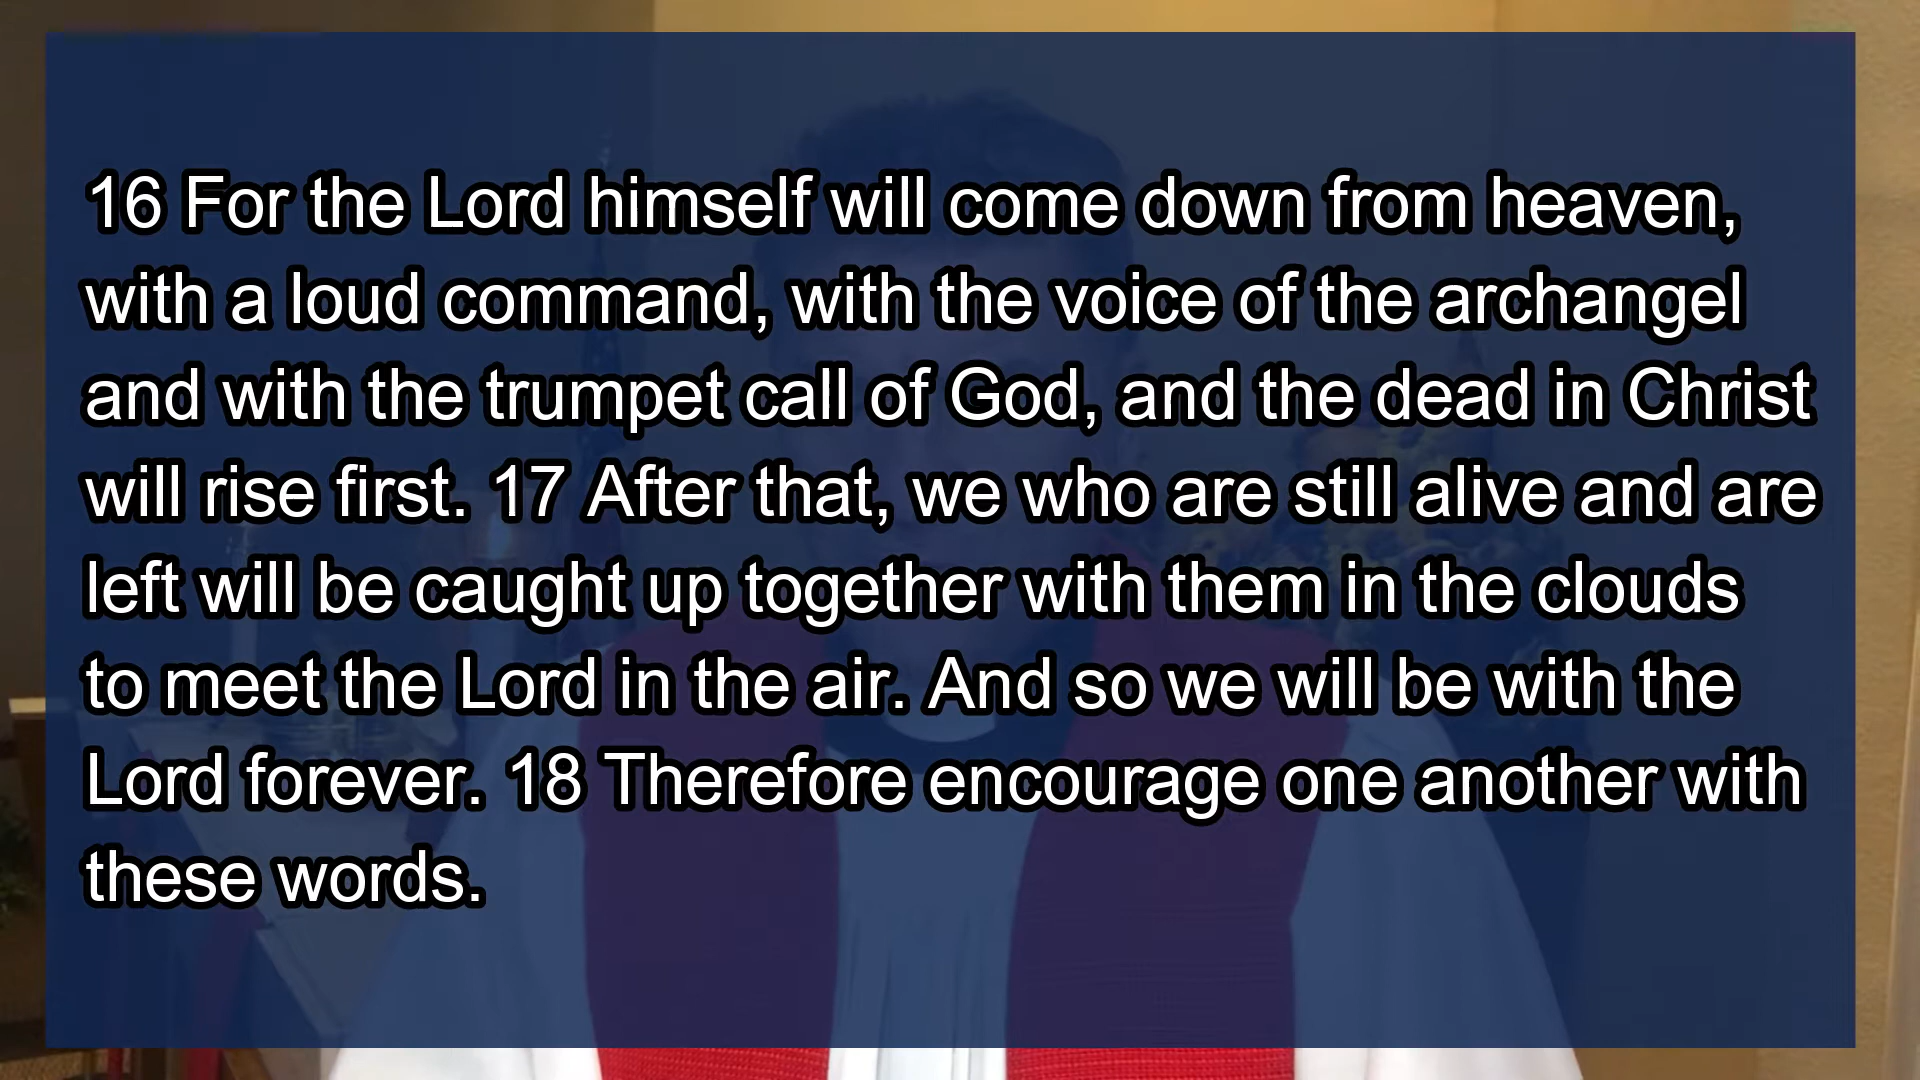 16 For the Lord himself will come down from heaven,
with a loud command, with the voice of the archangel
and with the trumpet call of God, and the dead in Christ
will rise first. 17 After that, we who are still alive and are
left will be caught up together with them in the clouds
to meet the Lord in the air. And so we will be with the
Lord forever. 18 Therefore encourage one another with
these words.